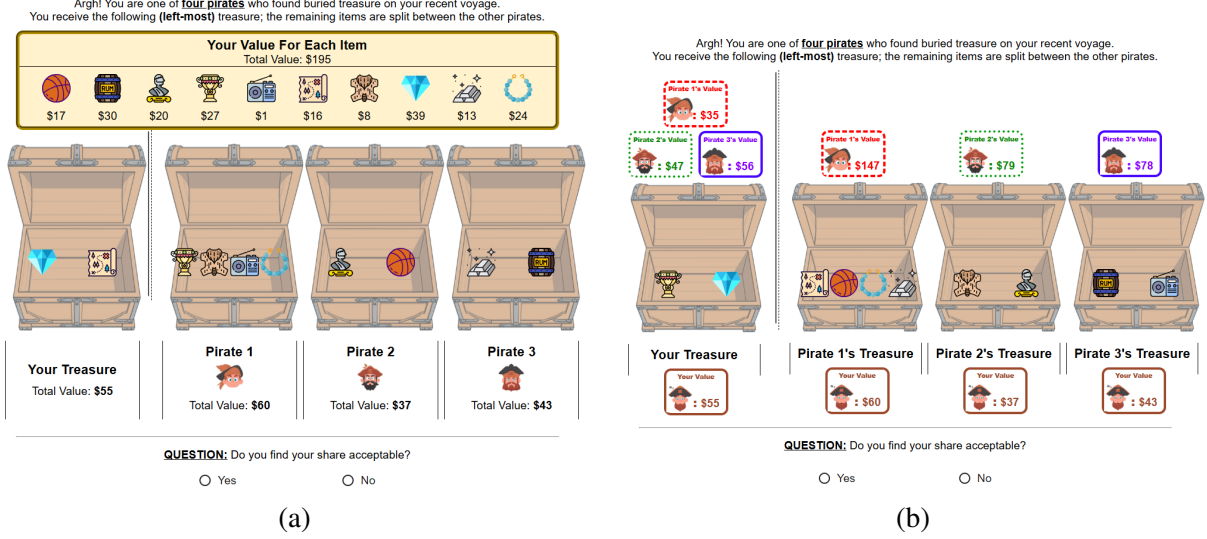 Argh! You are one of four pirates who found buried treasure on your recent voyage.
You receive the following (left-most) treasure; the remaining items are split between the other pirates.
Your Value For Each Item
Total Value: $195
RUM
$17 $30 $20 $27 $1 $16 $8 $39 $13 $24
RUM
Your Treasure
Total Value: $55
Pirate 1
Total Value: $60
Pirate 2
Total Value: $37
Pirate 3
Total Value: $43
QUESTION: Do you find your share acceptable?
Yes No
(a)
Argh! You are one of four pirates who found buried treasure on your recent voyage.
You receive the following (left-most) treasure; the remaining items are split between the other pirates.
Pirate 1's Value
: $35
Pirate 2's Value
: $47
Pirate 3's Value
: $56
Pirate 1's Value
: $147
Pirate 2's Value
: $79
Pirate 3's Value
: $78
RUM
Your Treasure
Your Value
: $55
Pirate 1's Treasure
Your Value
: $60
Pirate 2's Treasure
Your Value
: $37
Pirate 3's Treasure
Your Value
: $43
QUESTION: Do you find your share acceptable?
Yes No
(b)